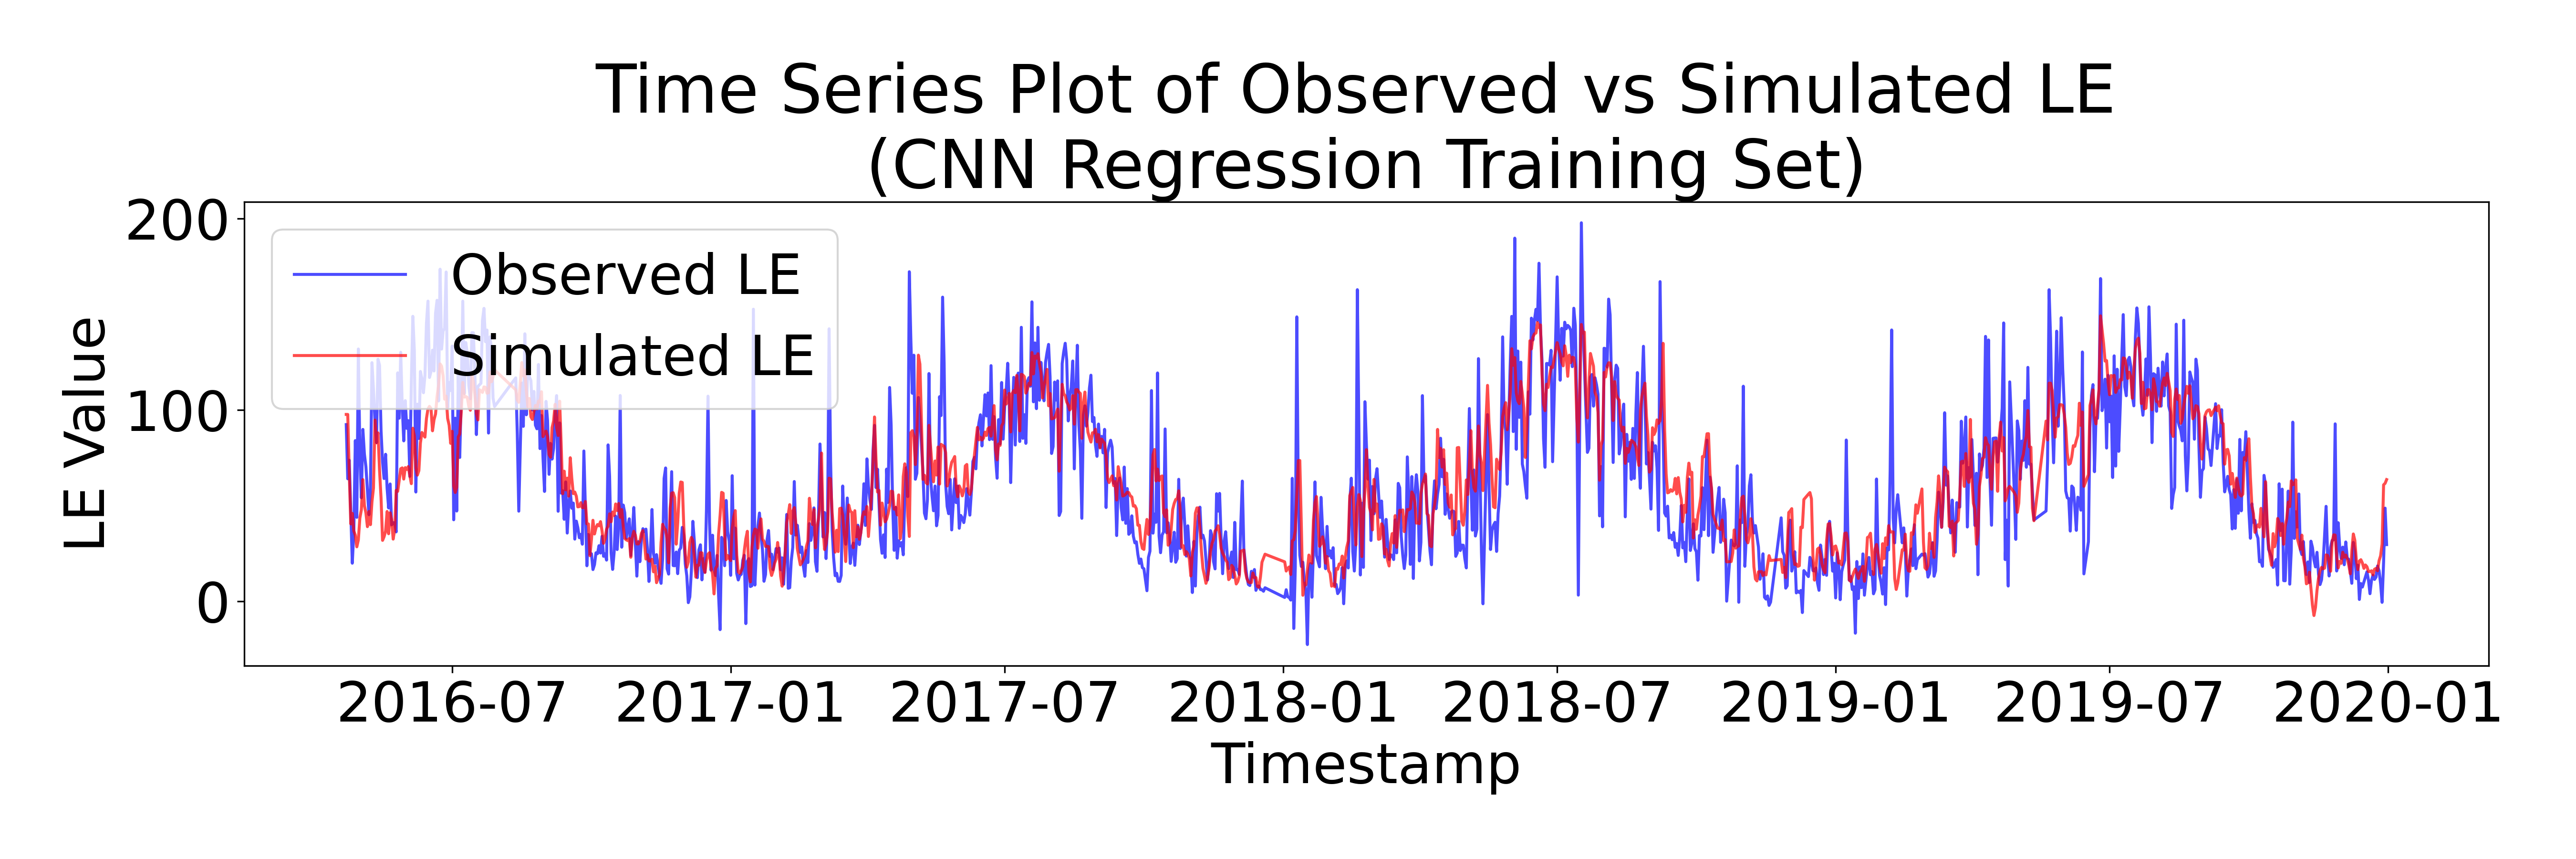 Time Series Plot of Observed vs Simulated LE
(CNN Regression Training Set)
Observed LE
Simulated LE
LE Value
200
100
0
2016-07 2017-01 2017-07 2018-01 2018-07 2019-01 2019-07 2020-01
Timestamp